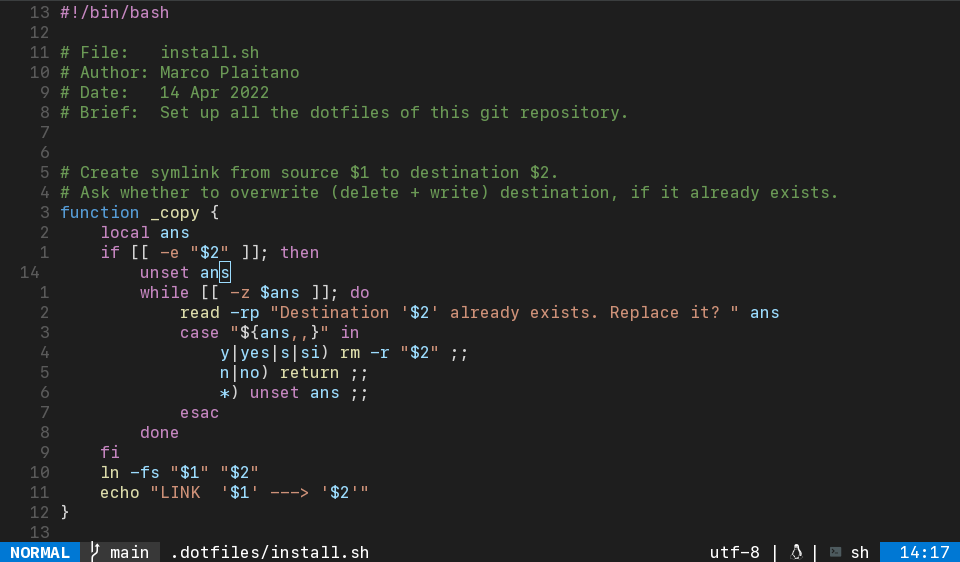 13 #!/bin/bash
12
11 # File:   install.sh
10 # Author: Marco Plaitano
 9 # Date:   14 Apr 2022
 8 # Brief:  Set up all the dotfiles of this git repository.
 7
 6
 5 # Create symlink from source $1 to destination $2.
 4 # Ask whether to overwrite (delete + write) destination, if it already exists.
 3 function _copy {
 2     local ans
 1     if [[ -e "$2" ]]; then
14         unset ans
 1         while [[ -z $ans ]]; do
 2             read -rp "Destination '$2' already exists. Replace it? " ans
 3             case "${ans,,}" in
 4                 y|yes|s|si) rm -r "$2" ;;
 5                 n|no) return ;;
 6                 *) unset ans ;;
 7             esac
 8         done
 9     fi
10     ln -fs "$1" "$2"
11     echo "LINK  '$1' ---> '$2'"
12 }
13
NORMAL main .dotfiles/install.sh utf-8 | | sh 14:17